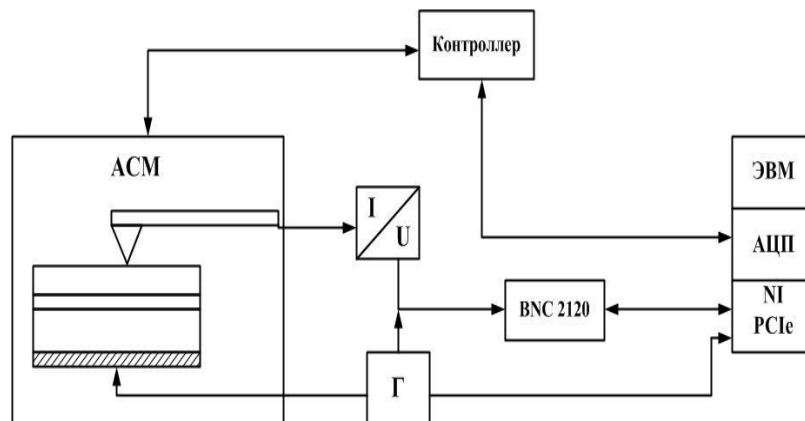 Контроллер
АСМ
ЭВМ
I
U
АЦП
BNC 2120
NI
PCIe
Г